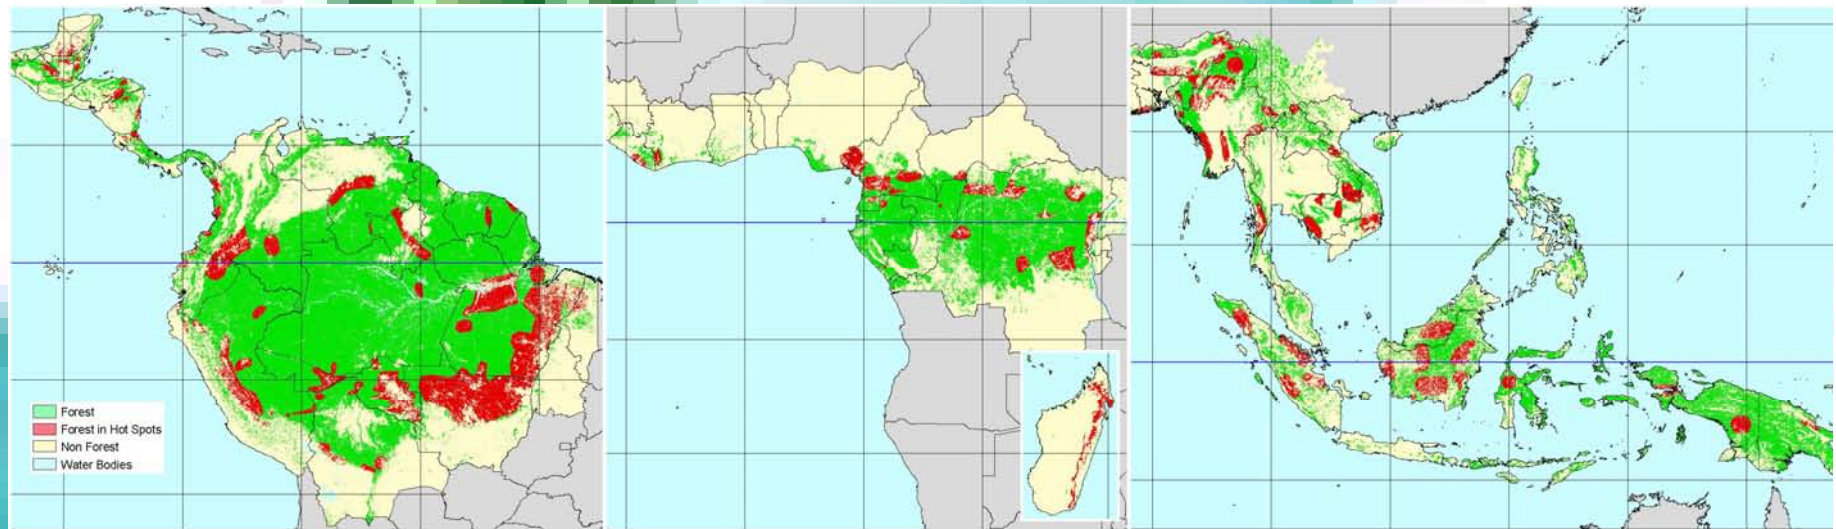 Forest
Forest in Hot Spots
Non Forest
Water Bodies